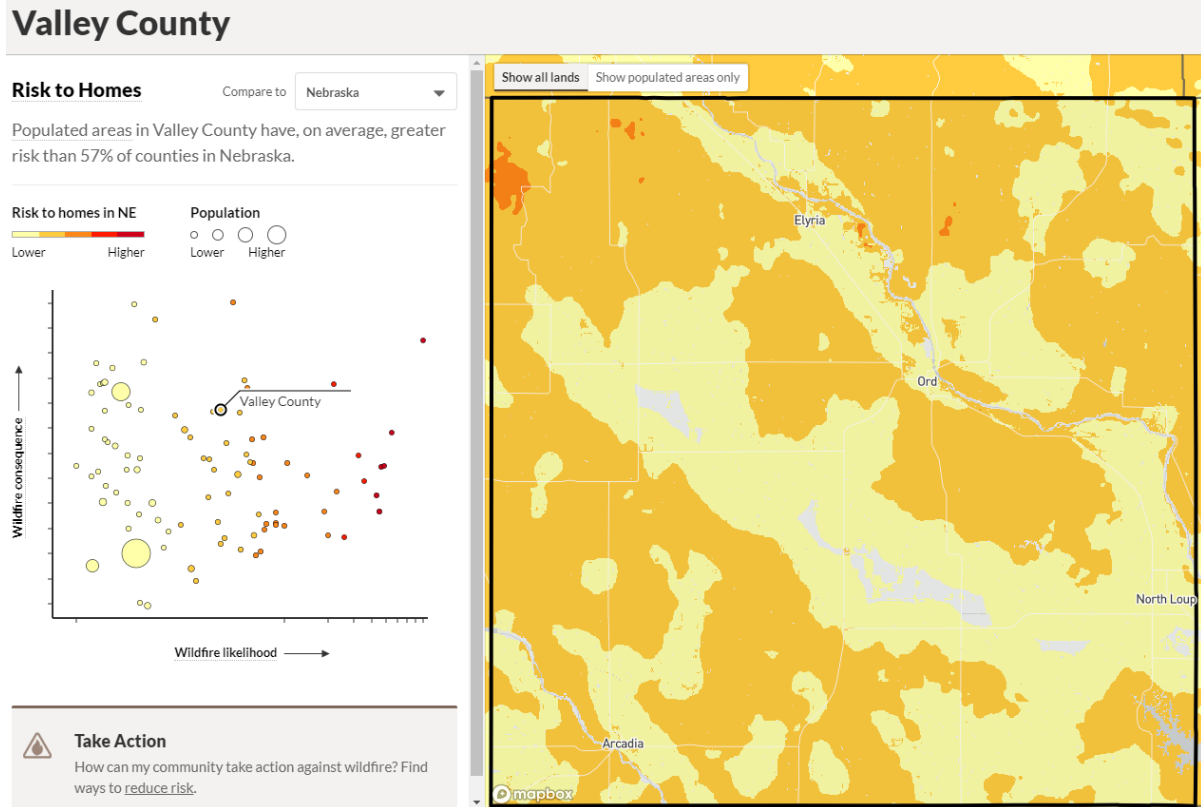 Valley County
Risk to Homes
Compare to
Nebraska
Populated areas in Valley County have, on average, greater
risk than 57% of counties in Nebraska.
Risk to homes in NE
Population
Lower
Higher
Lower
Higher
Valley County
Wildfire consequence
Wildfire likelihood
Take Action
How can my community take action against wildfire? Find
ways to reduce risk.
Show all lands
Show populated areas only
Elyria
Ord
North Loup
Arcadia
mapbox